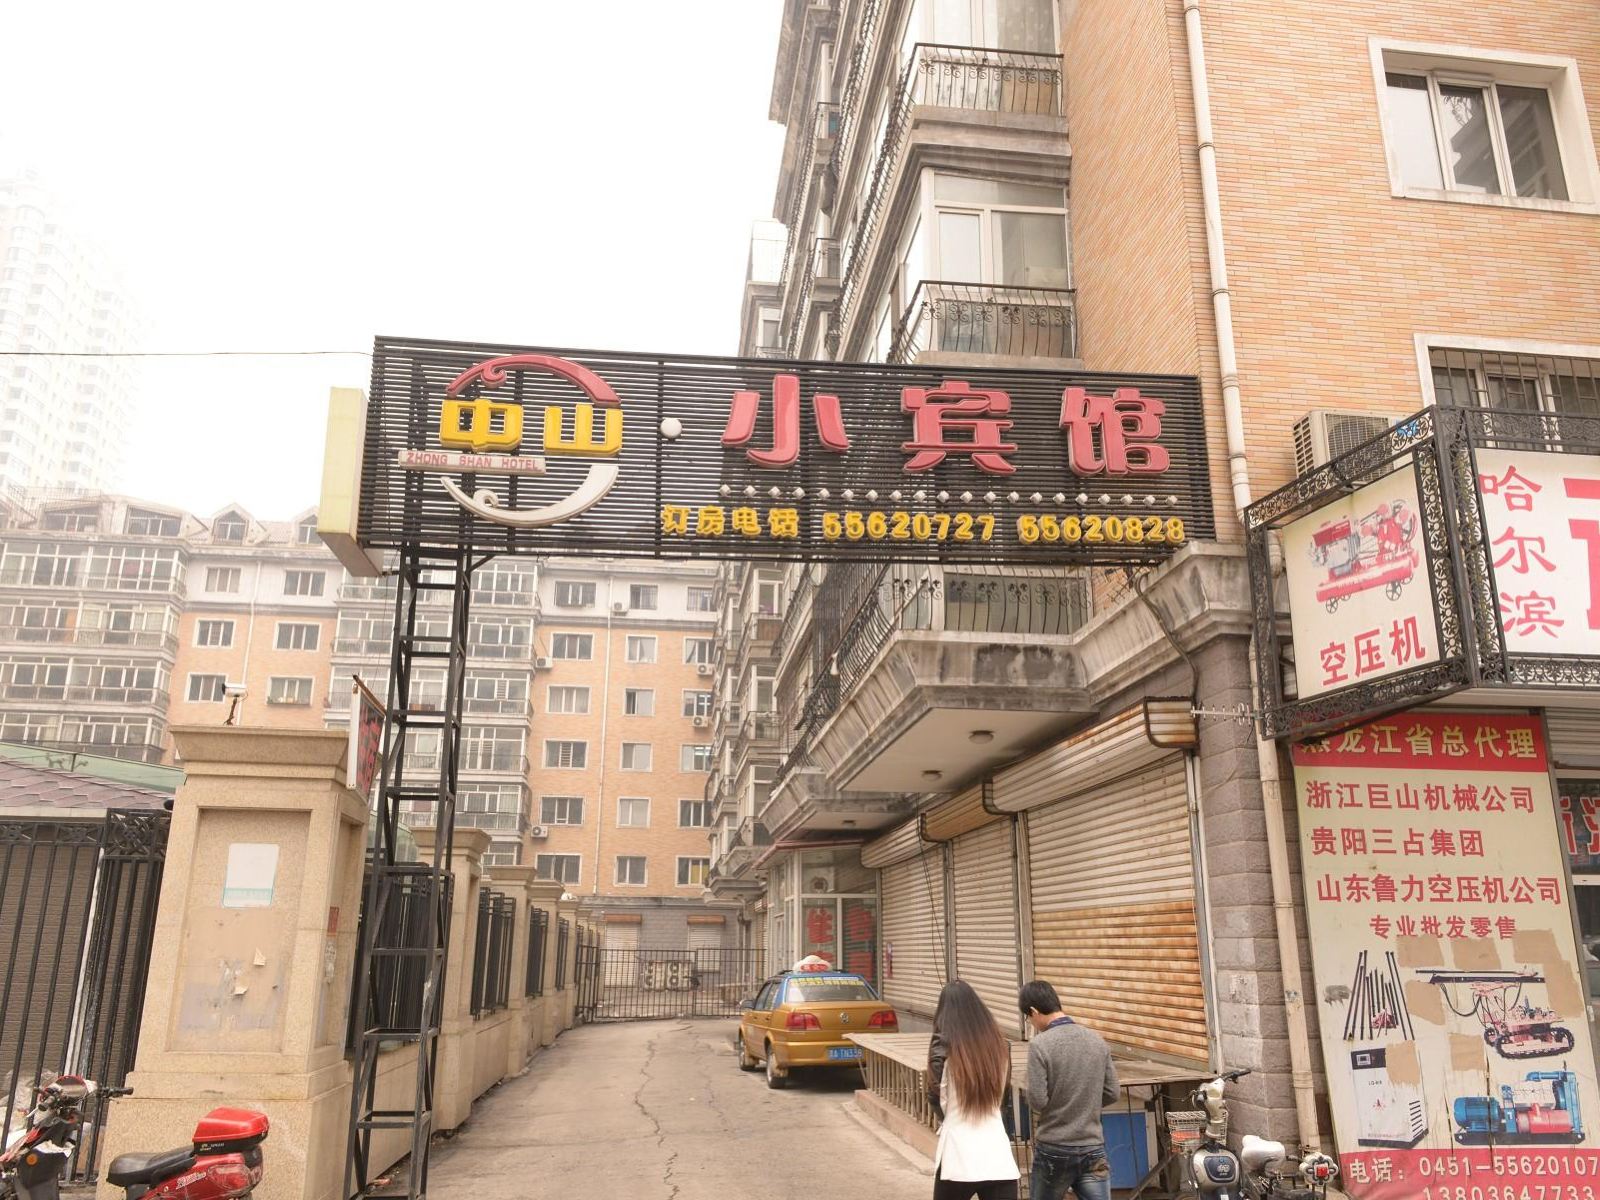 中山·小宾馆
ZHONG SHAN HOTEL
订房电话 55620727 55620828
哈尔滨
空压机
黑龙江省总代理
浙江巨山机械公司
贵阳三占集团
山东鲁力空压机公司
专业批发零售
电话：0451-55620107
13803647733